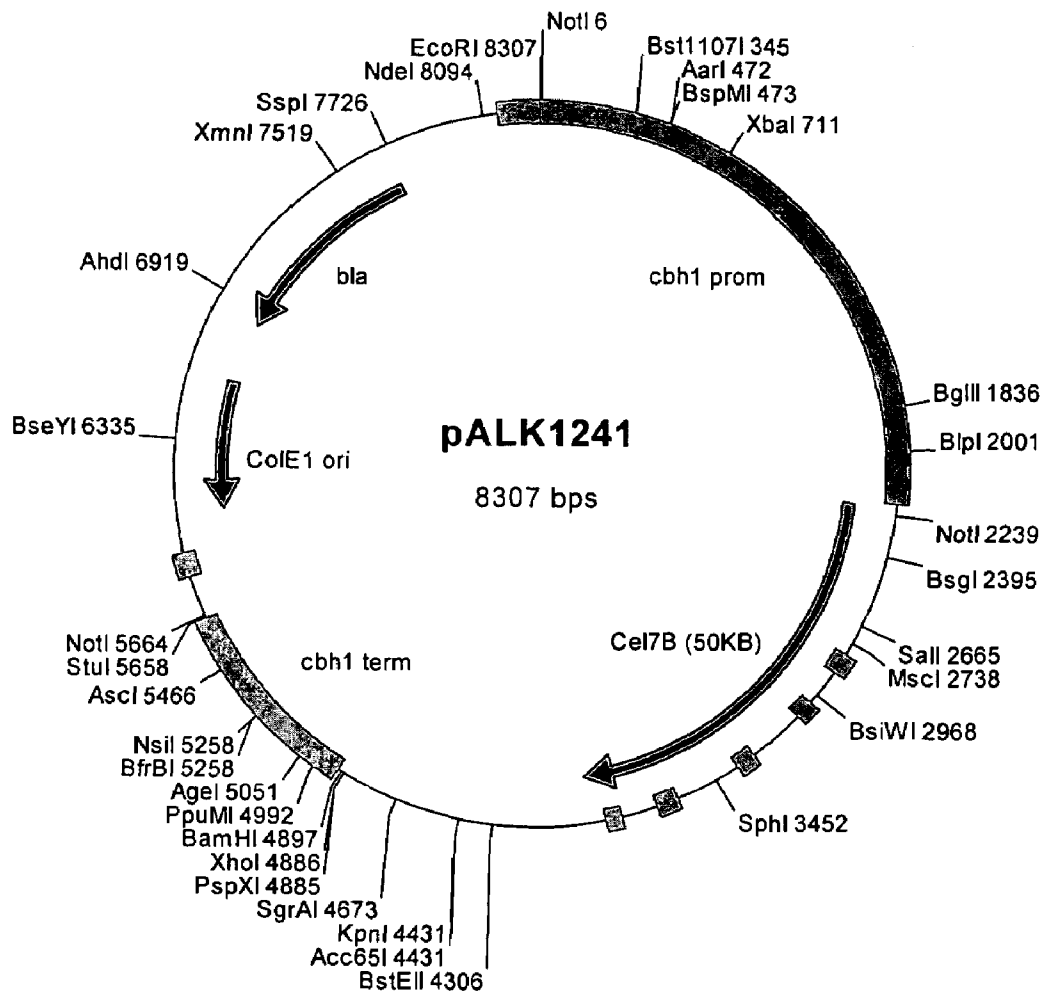 NotI 6
EcoRI 8307
Bst1107I 345
NdeI 8094
AarI 472
BspMI 473
SspI 7726
XbaI 711
XmnI 7519
AhdI 6919
bla
cbh1 prom
BglII 1836
BseYI 6335
pALK1241
BlpI 2001
ColE1 ori
8307 bps
NotI 2239
BsgI 2395
NotI 5664
StuI 5658
cbh1 term
Cel7B (50KB)
SalI 2665
MscI 2738
AscI 5466
BsiWI 2968
NsiI 5258
BfrBI 5258
AgeI 5051
PpuMI 4992
BamHI 4897
SphI 3452
XhoI 4886
PspXI 4885
SgrAI 4673
KpnI 4431
Acc65I 4431
BstEII 4306